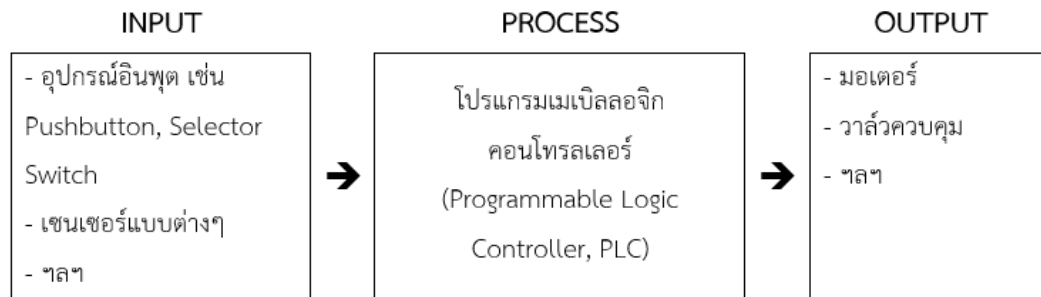 INPUT
- อุปกรณ์อินพุต เช่น
Pushbutton, Selector
Switch
- เซนเซอร์แบบต่างๆ
- ฯลฯ
PROCESS
โปรแกรมเมเบิลลอจิก
คอนโทรลเลอร์
(Programmable Logic
Controller, PLC)
OUTPUT
- มอเตอร์
- วาล์วควบคุม
- ฯลฯ